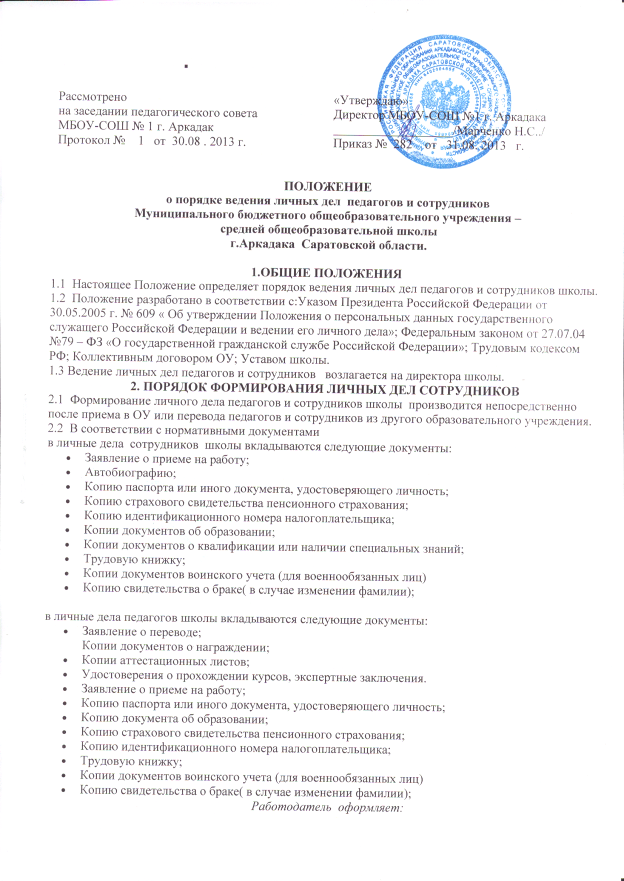 Рассмотрено
на заседании педагогического совета
МБОУ-СОШ № 1 г. Аркадак
Протокол № 1 от 30.08 . 2013 г.
«Утверждаю»
Директор МБОУ-СОШ №1 г. Аркадака
/Марченко Н.С../
Приказ № 282 от 31.08. 2013 г.
ПОЛОЖЕНИЕ
о порядке ведения личных дел педагогов и сотрудников
Муниципального бюджетного общеобразовательного учреждения –
средней общеобразовательной школы
г.Аркадака Саратовской области.
1.ОБЩИЕ ПОЛОЖЕНИЯ
1.1 Настоящее Положение определяет порядок ведения личных дел педагогов и сотрудников школы.
1.2 Положение разработано в соответствии с:Указом Президента Российской Федерации от
30.05.2005 г. № 609 « Об утверждении Положения о персональных данных государственного
служащего Российской Федерации и ведении его личного дела»; Федеральным законом от 27.07.04
№79 – ФЗ «О государственной гражданской службе Российской Федерации»; Трудовым кодексом
РФ; Коллективным договором ОУ; Уставом школы.
1.3 Ведение личных дел педагогов и сотрудников возлагается на директора школы.
2. ПОРЯДОК ФОРМИРОВАНИЯ ЛИЧНЫХ ДЕЛ СОТРУДНИКОВ
2.1 Формирование личного дела педагогов и сотрудников школы производится непосредственно
после приема в ОУ или перевода педагогов и сотрудников из другого образовательного учреждения.
2.2 В соответствии с нормативными документами
в личные дела сотрудников школы вкладываются следующие документы:
• Заявление о приеме на работу;
• Автобиографию;
• Копию паспорта или иного документа, удостоверяющего личность;
• Копию страхового свидетельства пенсионного страхования;
• Копию идентификационного номера налогоплательщика;
• Копии документов об образовании;
• Копии документов о квалификации или наличии специальных знаний;
• Трудовую книжку;
• Копии документов воинского учета (для военнообязанных лиц)
• Копию свидетельства о браке( в случае изменении фамилии);
в личные дела педагогов школы вкладываются следующие документы:
• Заявление о переводе;
Копии документов о награждении;
• Копии аттестационных листов;
• Удостоверения о прохождении курсов, экспертные заключения.
• Заявление о приеме на работу;
• Копию паспорта или иного документа, удостоверяющего личность;
• Копию документа об образовании;
• Копию страхового свидетельства пенсионного страхования;
• Копию идентификационного номера налогоплательщика;
• Трудовую книжку;
• Копии документов воинского учета (для военнообязанных лиц)
• Копию свидетельства о браке( в случае изменении фамилии);
Работодатель оформляет: